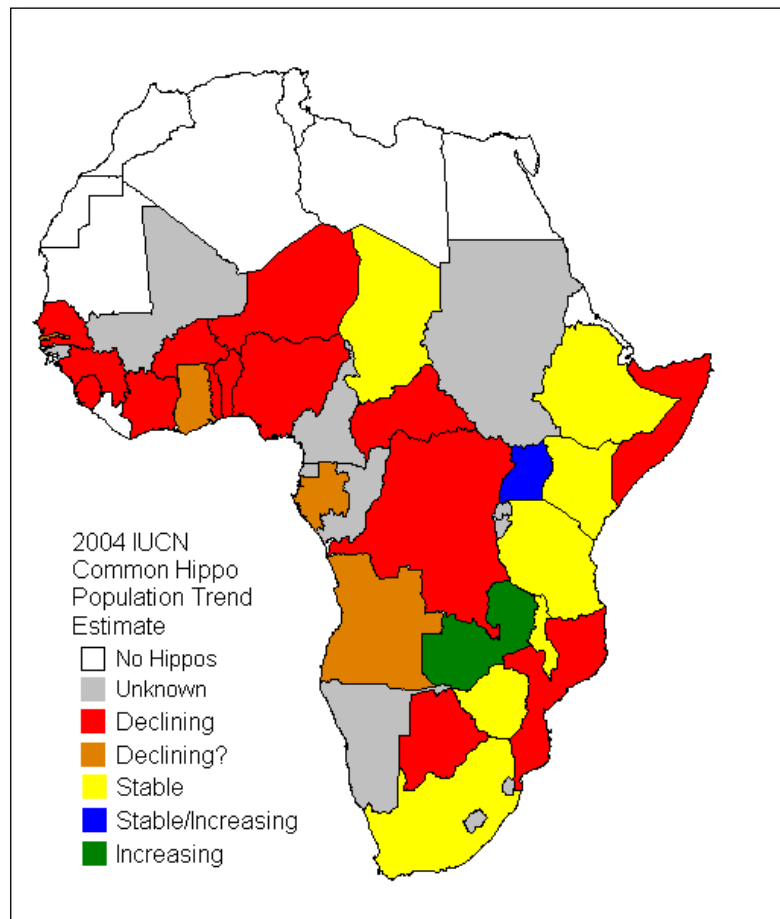 2004 IUCN
Common Hippo
Population Trend
Estimate
No Hippos
Unknown
Declining
Declining?
Stable
Stable/Increasing
Increasing